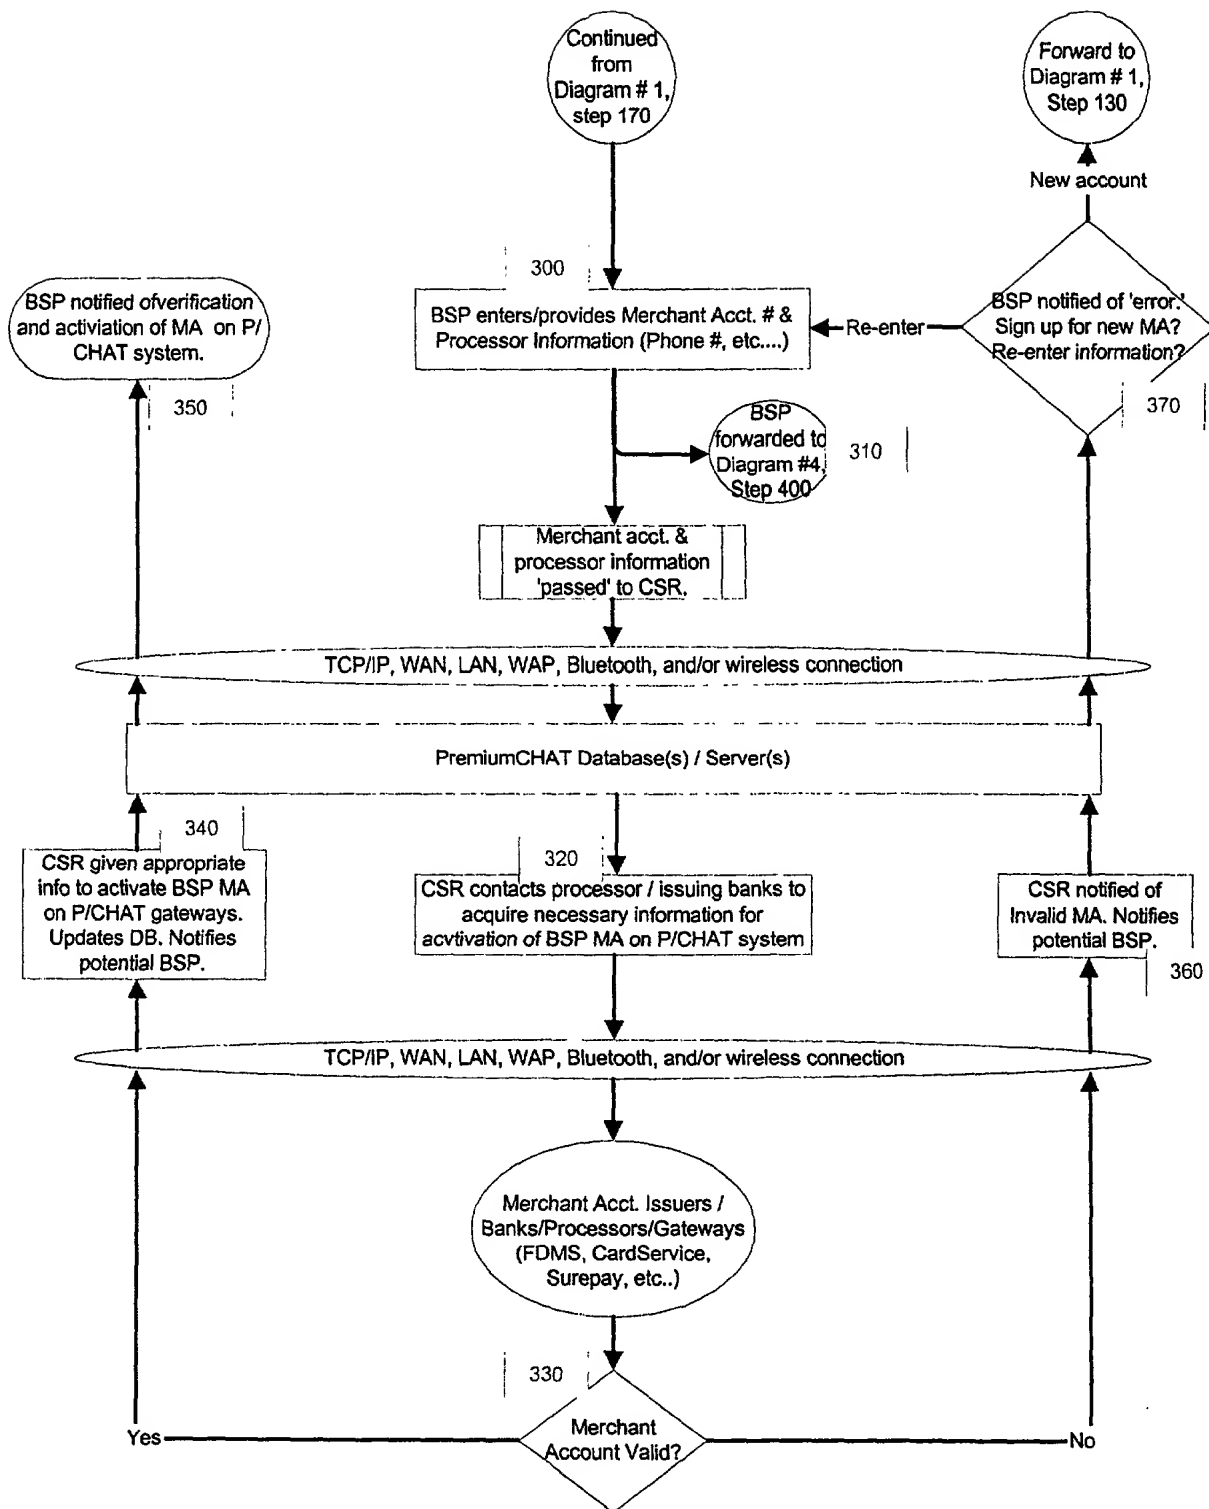 Continued
from
Diagram # 1,
step 170
Forward to
Diagram # 1,
Step 130
New account
300
BSP notified ofverification
and activiation of MA on P/
CHAT system.
350
BSP enters/provides Merchant Acct. # &
Processor Information (Phone #, etc....)
Re-enter
BSP notified of 'error.'
Sign up for new MA?
Re-enter information?
370
BSP
forwarded to
Diagram #4,
Step 400
310
Merchant acct. &
processor information
'passed' to CSR.
TCP/IP, WAN, LAN, WAP, Bluetooth, and/or wireless connection
PremiumCHAT Database(s) / Server(s)
340
CSR given appropriate
info to activate BSP MA
on P/CHAT gateways.
Updates DB. Notifies
potential BSP.
320
CSR contacts processor / issuing banks to
acquire necessary information for
acvtivation of BSP MA on P/CHAT system
CSR notified of
Invalid MA. Notifies
potential BSP.
360
TCP/IP, WAN, LAN, WAP, Bluetooth, and/or wireless connection
Merchant Acct. Issuers /
Banks/Processors/Gateways
(FDMS, CardService,
Surepay, etc..)
330
Merchant
Account Valid?
Yes
No